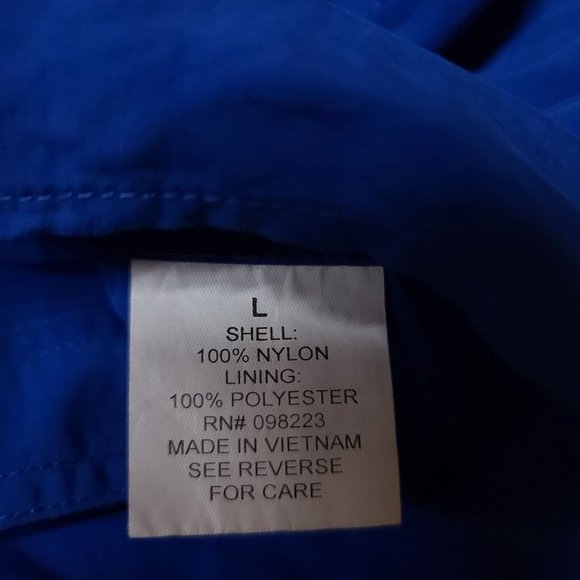 L
SHELL:
100% NYLON
LINING:
100% POLYESTER
RN# 098223
MADE IN VIETNAM
SEE REVERSE
FOR CARE